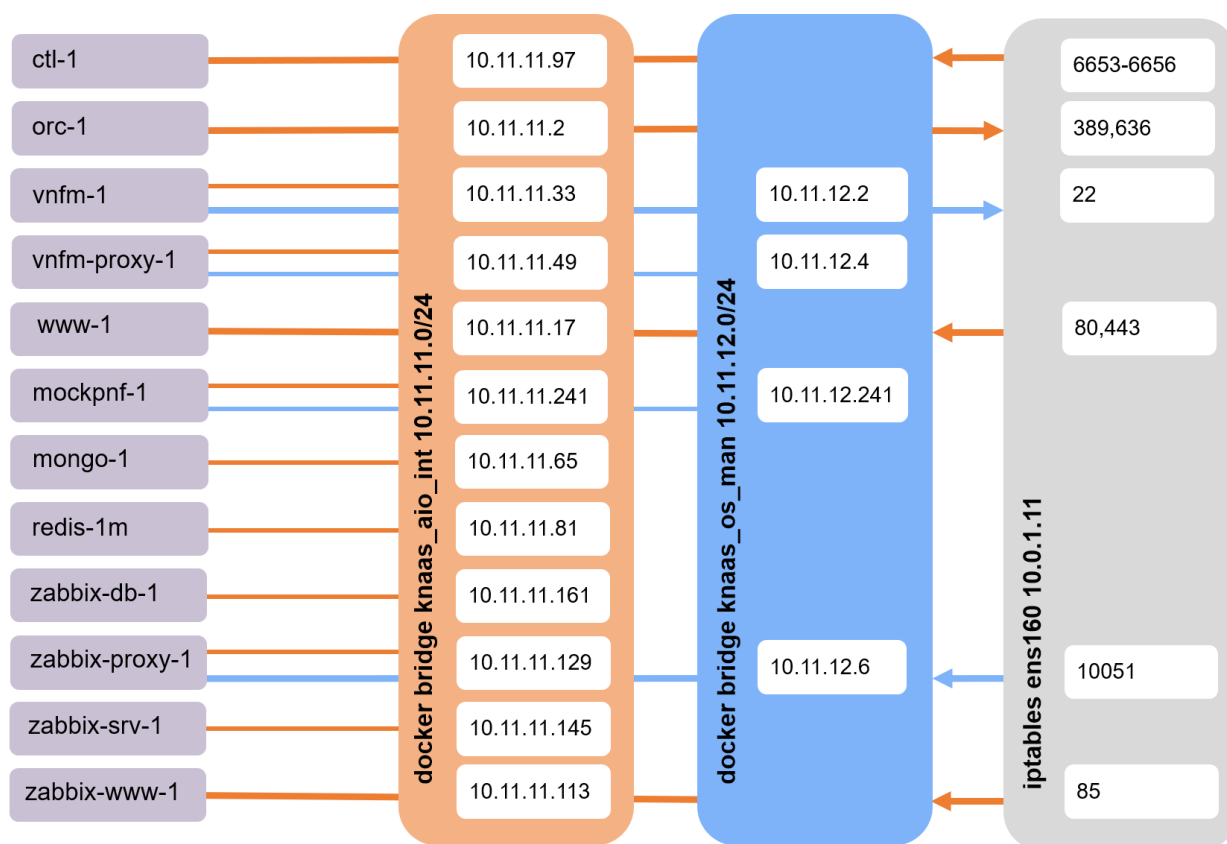 ctl-1
10.11.11.97
6653-6656
orc-1
10.11.11.2
389,636
vnfm-1
10.11.11.33
10.11.12.2
22
vnfm-proxy-1
10.11.11.49
10.11.12.4
www-1
10.11.11.17
80,443
mockpnf-1
10.11.11.241
10.11.12.241
mongo-1
10.11.11.65
redis-1m
10.11.11.81
zabbix-db-1
10.11.11.161
zabbix-proxy-1
10.11.11.129
10.11.12.6
10051
zabbix-srv-1
10.11.11.145
zabbix-www-1
10.11.11.113
85
docker bridge knaas_aio_int 10.11.11.0/24
docker bridge knaas_os_man 10.11.12.0/24
iptables ens160 10.0.1.11